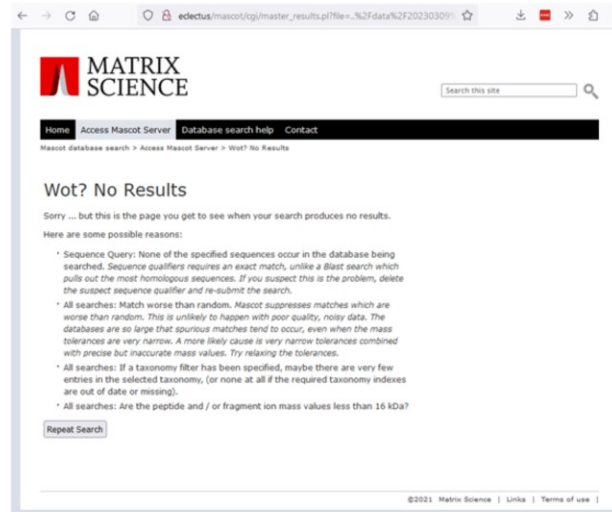 eclectus/mascot/cgi/master_results.pl?file=..%2Fdata%2F20230309%
MATRIX
SCIENCE
Search this site
Home Access Mascot Server Database search help Contact
Mascot database search > Access Mascot Server > Wot? No Results
Wot? No Results
Sorry ... but this is the page you get to see when your search produces no results.
Here are some possible reasons:
* Sequence Query: None of the specified sequences occur in the database being
searched. Sequence qualifiers requires an exact match, unlike a Blast search which
pulls out the most homologous sequences. If you suspect this is the problem, delete
the suspect sequence qualifier and re-submit the search.
* All searches: Match worse than random. Mascot suppresses matches which are
worse than random. This is unlikely to happen with poor quality, noisy data. The
databases are so large that spurious matches tend to occur, even when the mass
tolerances are very narrow. A more likely cause is very narrow tolerances combined
with precise but inaccurate mass values. Try relaxing the tolerances.
* All searches: If a taxonomy filter has been specified, maybe there are very few
entries in the selected taxonomy, (or none at all if the required taxonomy indexes
are out of date or missing).
* All searches: Are the peptide and / or fragment ion mass values less than 16 kDa?
Repeat Search
©2021 Matrix Science | Links | Terms of use |